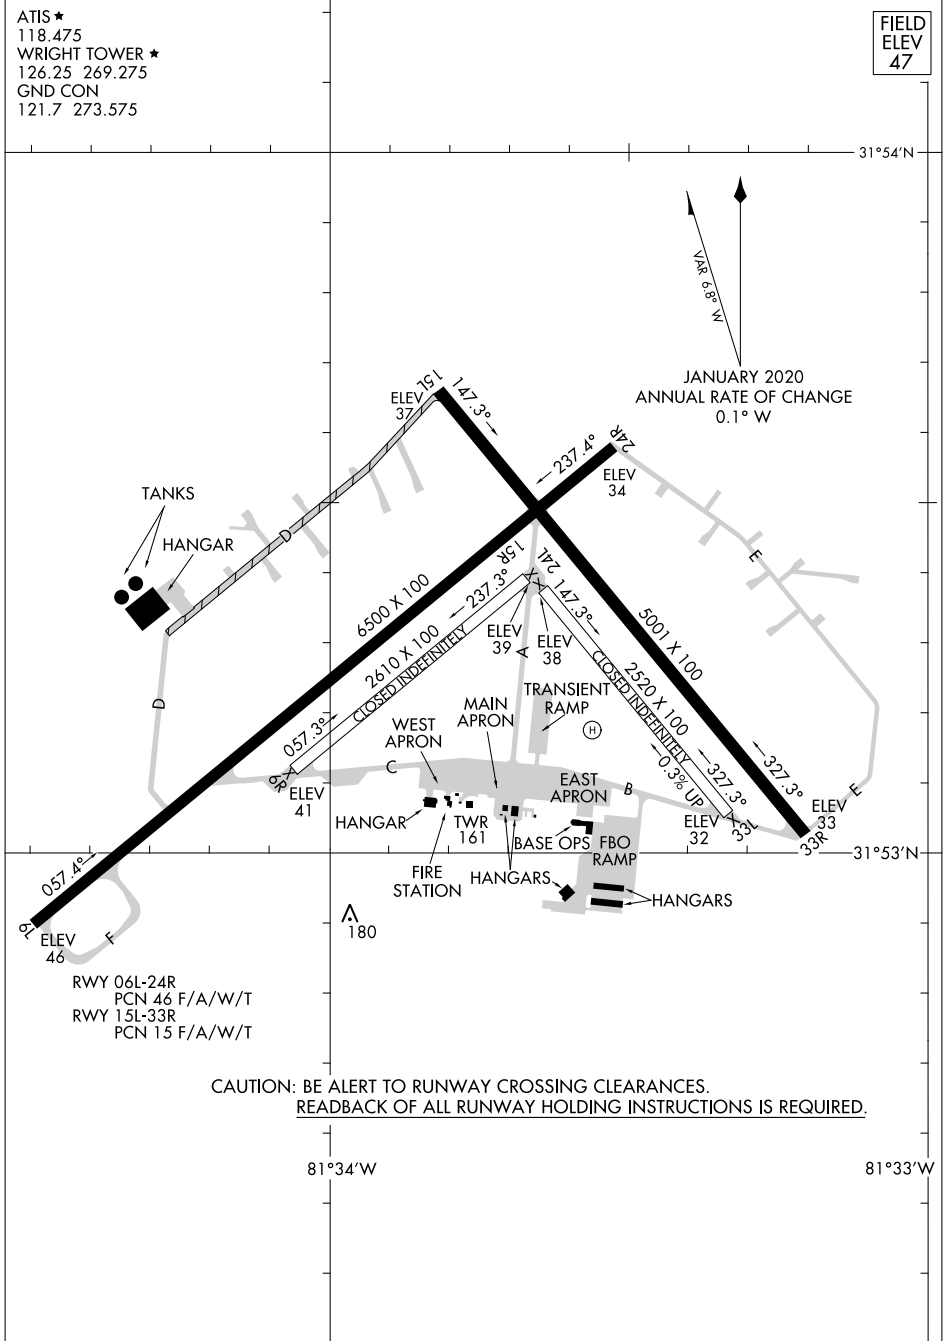 ATIS ★
118.475
WRIGHT TOWER ★
126.25 269.275
GND CON
121.7 273.575
FIELD
ELEV
47
31°54'N
VAR 6.8° W
JANUARY 2020
ANNUAL RATE OF CHANGE
0.1° W
15L
147.3°
ELEV
37
237.4°
24R
ELEV
34
TANKS
HANGAR
D
E
15R
24L
6500 X 100
237.3°
147.3°
5001 X 100
ELEV
39
ELEV
38
A
2610 X 100
CLOSED INDEFINITELY
2520 X 100
CLOSED INDEFINITELY
TRANSIENT
RAMP
MAIN
APRON
WEST
APRON
H
D
057.3°
6R
ELEV
41
C
EAST
APRON
B
0.3% UP
327.3°
327.3°
E
HANGAR
TWR
161
BASE OPS
FBO
RAMP
ELEV
32
33L
ELEV
33
33R
31°53'N
FIRE
STATION
HANGARS
HANGARS
057.4°
6L
ELEV
46
F
180
RWY 06L-24R
PCN 46 F/A/W/T
RWY 15L-33R
PCN 15 F/A/W/T
CAUTION: BE ALERT TO RUNWAY CROSSING CLEARANCES.
READBACK OF ALL RUNWAY HOLDING INSTRUCTIONS IS REQUIRED.
81°34'W
81°33'W